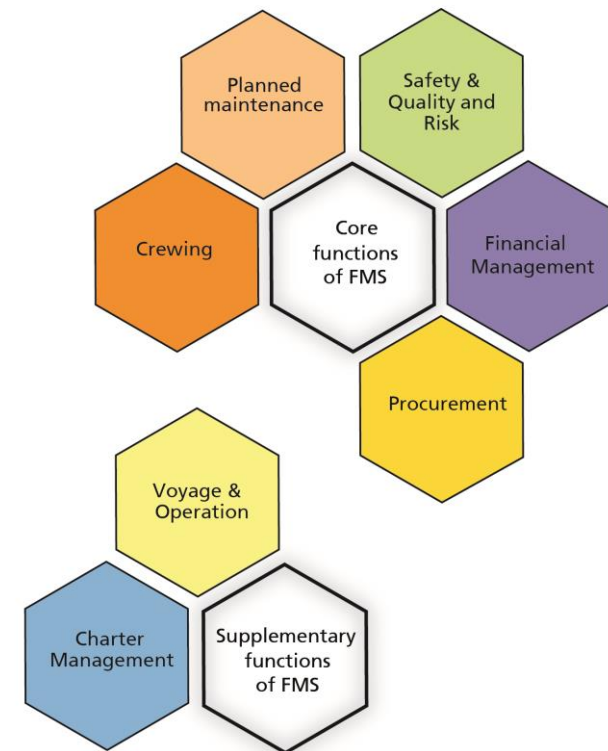 Planned
maintenance
Safety &
Quality and
Risk
Crewing
Core
functions
of FMS
Financial
Management
Procurement
Voyage &
Operation
Charter
Management
Supplementary
functions
of FMS